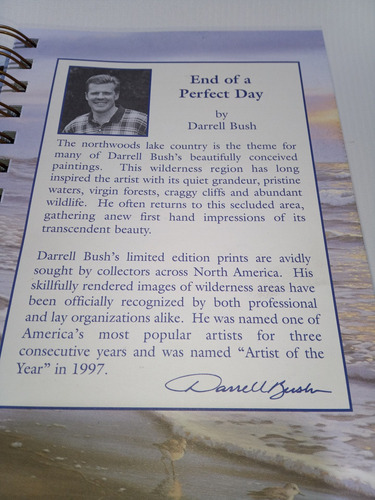 End of a
Perfect Day
by
Darrell Bush
The northwoods lake country is the theme for
many of Darrell Bush's beautifully conceived
paintings. This wilderness region has long
inspired the artist with its quiet grandeur, pristine
waters, virgin forests, craggy cliffs and abundant
wildlife. He often returns to this secluded area,
gathering anew first hand impressions of its
transcendent beauty.
Darrell Bush's limited edition prints are avidly
sought by collectors across North America. His
skillfully rendered images of wilderness areas have
been officially recognized by both professional
and lay organizations alike. He was named one of
America's most popular artists for three
consecutive years and was named "Artist of the
Year" in 1997.
Darrell Bush